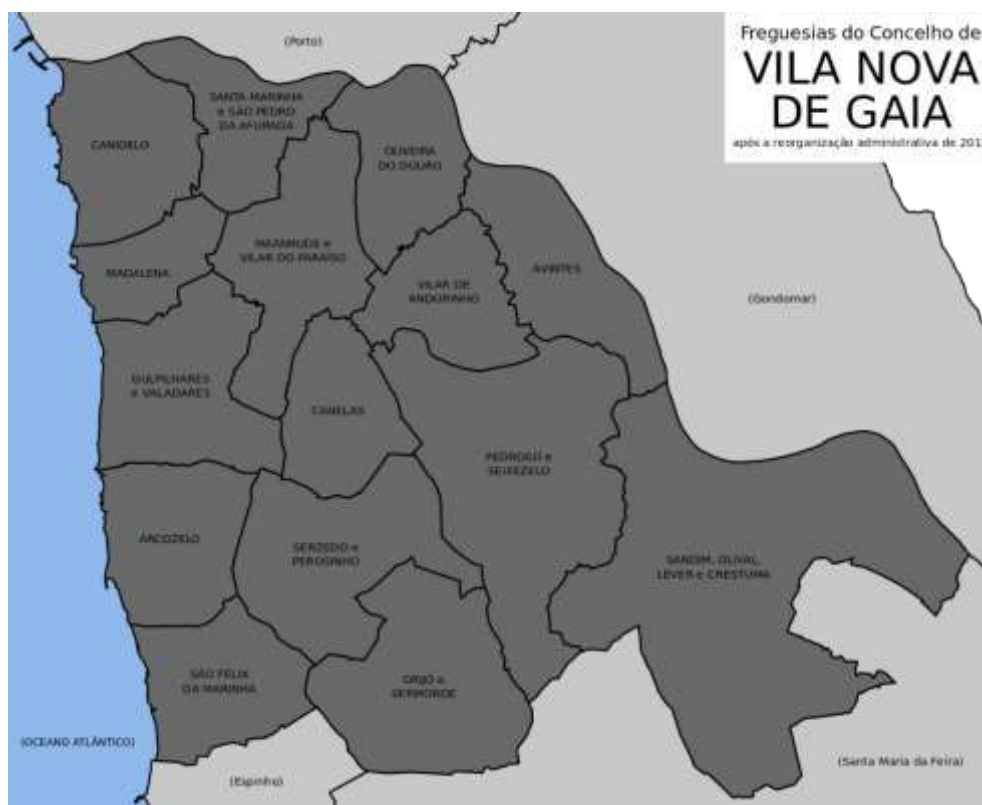 (Porto)
Freguesias do Concelho de
VILA NOVA
DE GAIA
após a reorganização administrativa de 201
SANTA MARINHA
e SÃO PEDRO
DA AFURADA
CANIDELO
OLIVEIRA
DO DOURO
MAFAMUDE e
VILAR DO PARAÍSO
MADALENA
VILAR DE
ANDORINHO
AVINTES
(Gondomar)
GULPILHARES
e VALADARES
CANELAS
PEDROSO e
SEIXEZELO
ARCOZELO
SERZEDO e
PEROSINHO
SANDIM, OLIVAL,
LEVER e CRESTUMA
SÃO FÉLIX
DA MARINHA
GRIJÓ e
SERMONDE
(OCEANO ATLÂNTICO)
(Espinho)
(Santa Maria da Feira)